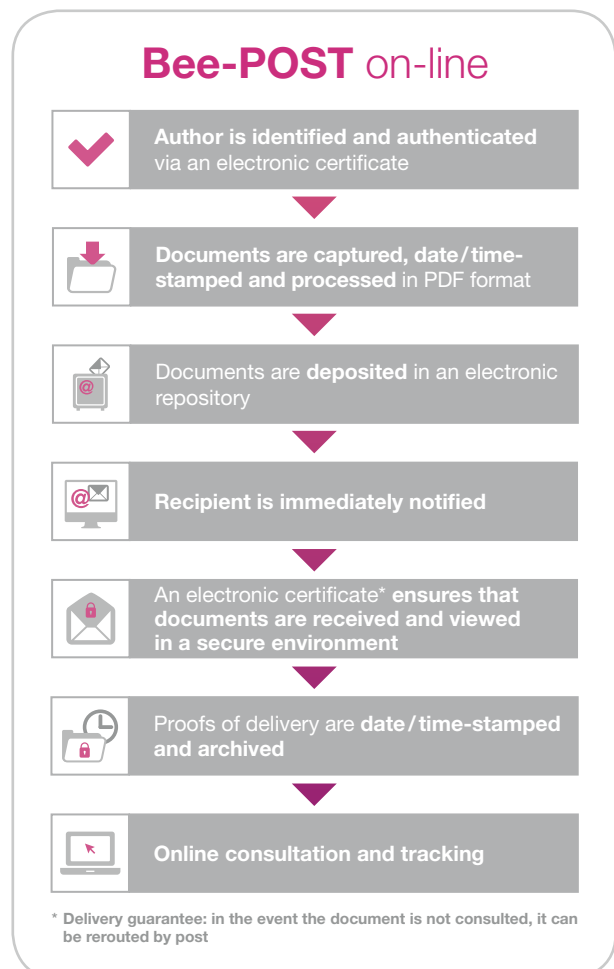 Bee-POST on-line
Author is identified and authenticated
via an electronic certificate
Documents are captured, date/time-
stamped and processed in PDF format
@
Documents are deposited in an electronic
repository
@
Recipient is immediately notified
An electronic certificate* ensures that
documents are received and viewed
in a secure environment
Proofs of delivery are date/time-stamped
and archived
Online consultation and tracking
* Delivery guarantee: in the event the document is not consulted, it can
be rerouted by post